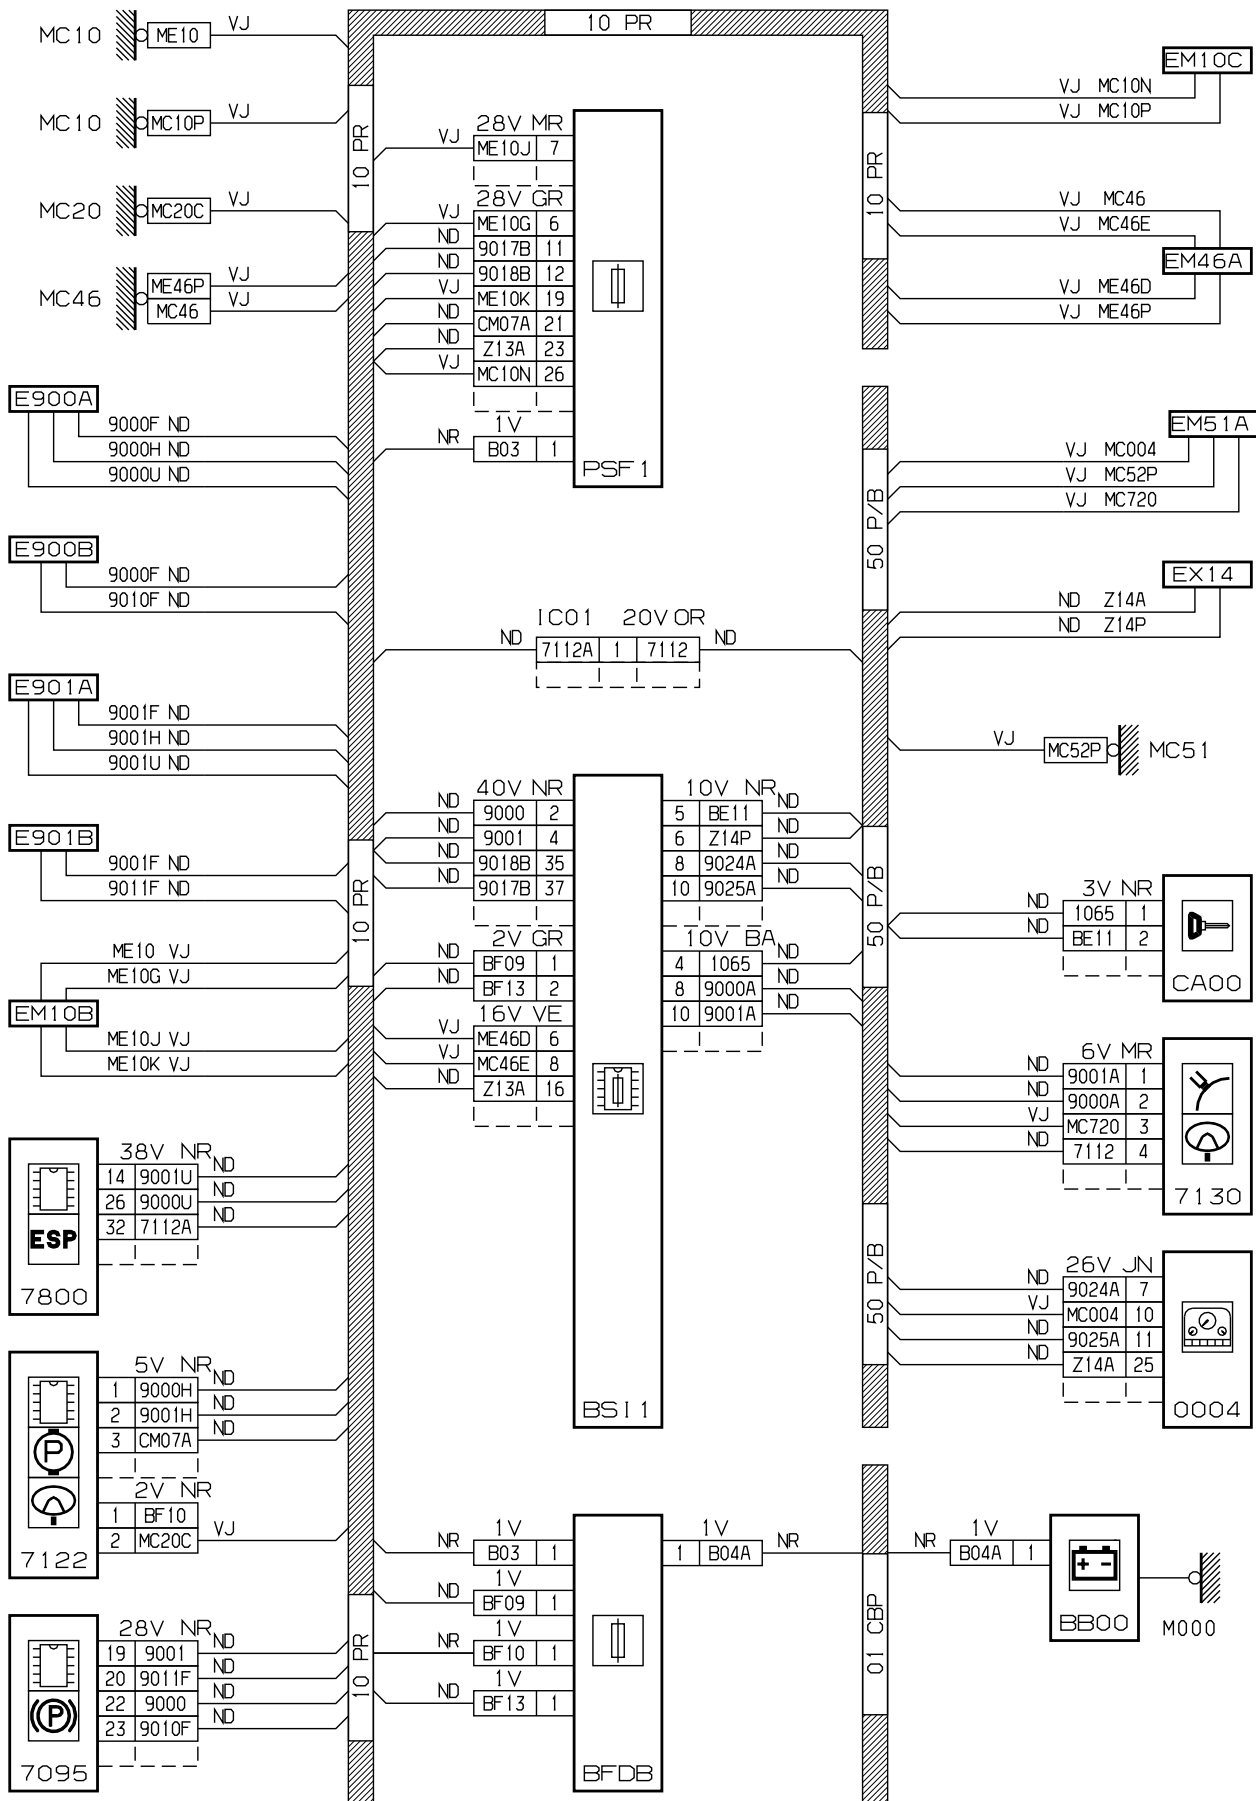 10 PR
MC10 ME10 VJ
MC10 MC10P VJ
MC20 MC20C VJ
MC46 ME46P VJ
MC46 VJ
10 PR
E900A
9000F ND
9000H ND
9000U ND
E900B
9000F ND
9010F ND
E901A
9001F ND
9001H ND
9001U ND
E901B
9001F ND
9011F ND
10 PR
ME10 VJ
ME10G VJ
EM10B
ME10J VJ
ME10K VJ
38V NR
14 9001U ND
26 9000U ND
32 7112A ND
ESP
7800
5V NR
1 9000H ND
2 9001H ND
3 CM07A ND
P
2V NR
1 BF10
2 MC20C VJ
7122
28V NR
19 9001 ND
20 9011F ND
22 9000 ND
23 9010F ND
P
7095
10 PR
28V MR
VJ ME10J 7
28V GR
VJ ME10G 6
ND 9017B 11
ND 9018B 12
VJ ME10K 19
ND CM07A 21
ND Z13A 23
VJ MC10N 26
1V
NR B03 1
PSF1
IC01 20V OR
ND 7112A 1 7112 ND
40V NR
ND 9000 2
ND 9001 4
ND 9018B 35
ND 9017B 37
2V GR
ND BF09 1
ND BF13 2
16V VE
VJ ME46D 6
VJ MC46E 8
ND Z13A 16
10V NR
5 BE11 ND
6 Z14P ND
8 9024A ND
10 9025A ND
10V BA
4 1065 ND
8 9000A ND
10 9001A ND
BSI1
1V
NR B03 1
1V
ND BF09 1
1V
NR BF10 1
1V
ND BF13 1
1V
1 B04A NR
BFDB
EM10C
VJ MC10N
VJ MC10P
10 PR
VJ MC46
VJ MC46E
EM46A
VJ ME46D
VJ ME46P
EM51A
VJ MC004
VJ MC52P
VJ MC720
50 P/B
EX14
ND Z14A
ND Z14P
VJ MC52P MC51
50 P/B
3V NR
ND 1065 1
ND BE11 2
CA00
6V MR
ND 9001A 1
ND 9000A 2
VJ MC720 3
ND 7112 4
7130
50 P/B
26V JN
ND 9024A 7
VJ MC004 10
ND 9025A 11
ND Z14A 25
0004
01 CBP
1V
NR B04A 1
+ -
BB00
M000